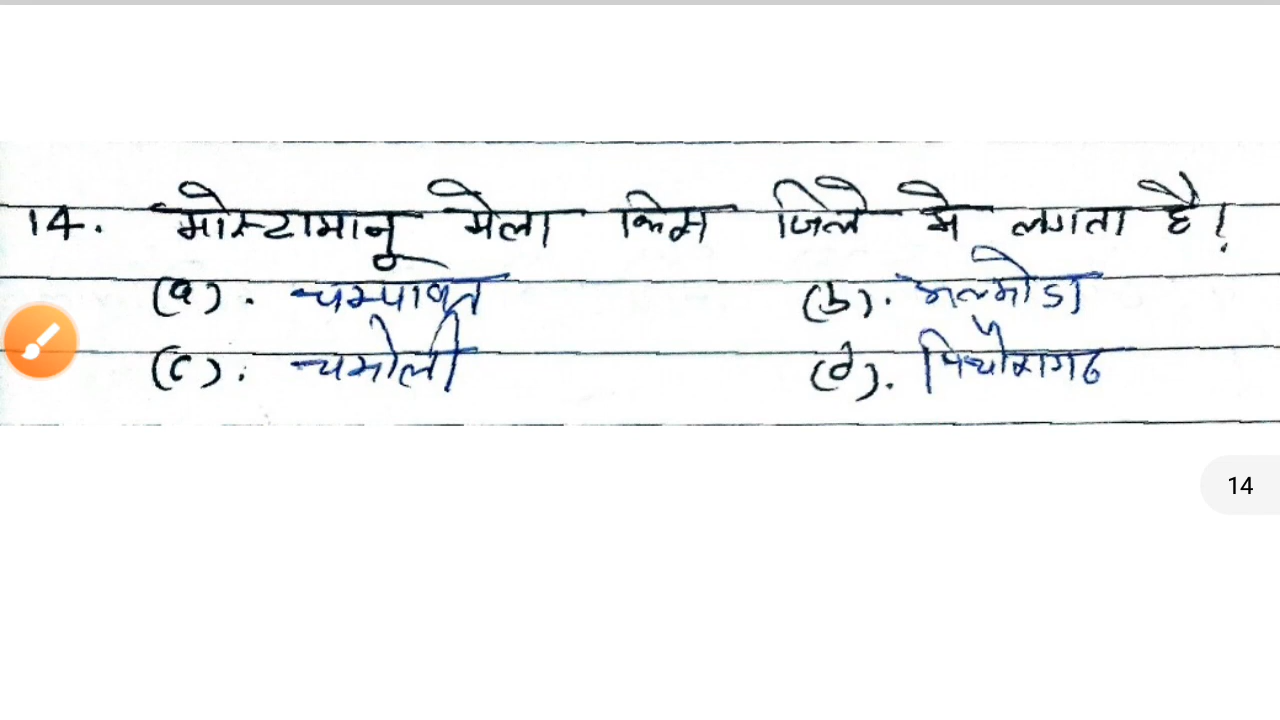 14. मोस्टामानू मेला किस जिले मे लगता है।
(a). चम्पावत (b). अल्मोडा
(c). चमोली (d). पिथौरागढ
14